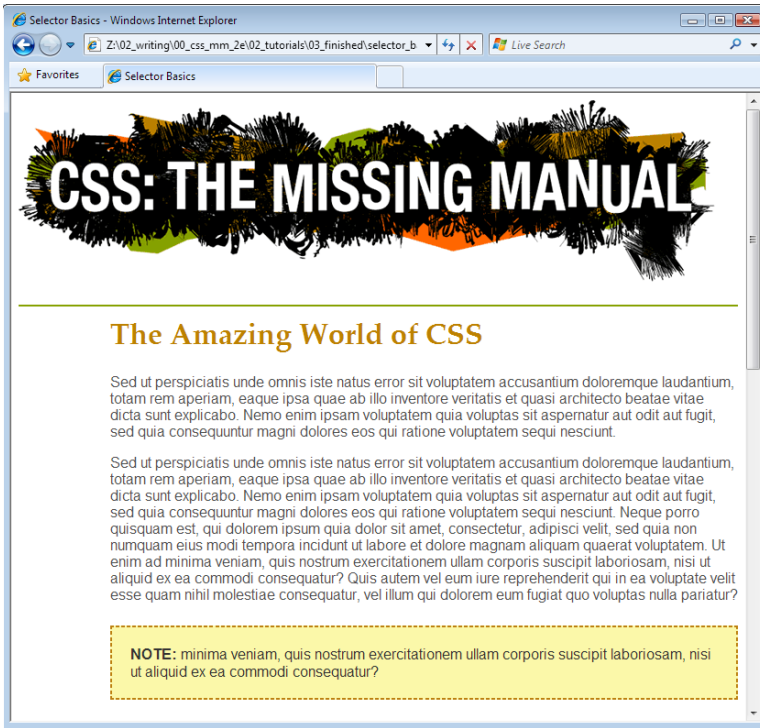 Selector Basics - Windows Internet Explorer
Z:\02_writing\00_css_mm_2e\02_tutorials\03_finished\selector_b
Live Search
Favorites
Selector Basics
CSS: THE MISSING MANUAL
The Amazing World of CSS
Sed ut perspiciatis unde omnis iste natus error sit voluptatem accusantium doloremque laudantium,
totam rem aperiam, eaque ipsa quae ab illo inventore veritatis et quasi architecto beatae vitae
dicta sunt explicabo. Nemo enim ipsam voluptatem quia voluptas sit aspernatur aut odit aut fugit,
sed quia consequuntur magni dolores eos qui ratione voluptatem sequi nesciunt.
Sed ut perspiciatis unde omnis iste natus error sit voluptatem accusantium doloremque laudantium,
totam rem aperiam, eaque ipsa quae ab illo inventore veritatis et quasi architecto beatae vitae
dicta sunt explicabo. Nemo enim ipsam voluptatem quia voluptas sit aspernatur aut odit aut fugit,
sed quia consequuntur magni dolores eos qui ratione voluptatem sequi nesciunt. Neque porro
quisquam est, qui dolorem ipsum quia dolor sit amet, consectetur, adipisci velit, sed quia non
numquam eius modi tempora incidunt ut labore et dolore magnam aliquam quaerat voluptatem. Ut
enim ad minima veniam, quis nostrum exercitationem ullam corporis suscipit laboriosam, nisi ut
aliquid ex ea commodi consequatur? Quis autem vel eum iure reprehenderit qui in ea voluptate velit
esse quam nihil molestiae consequatur, vel illum qui dolorem eum fugiat quo voluptas nulla pariatur?
NOTE: minima veniam, quis nostrum exercitationem ullam corporis suscipit laboriosam, nisi
ut aliquid ex ea commodi consequatur?